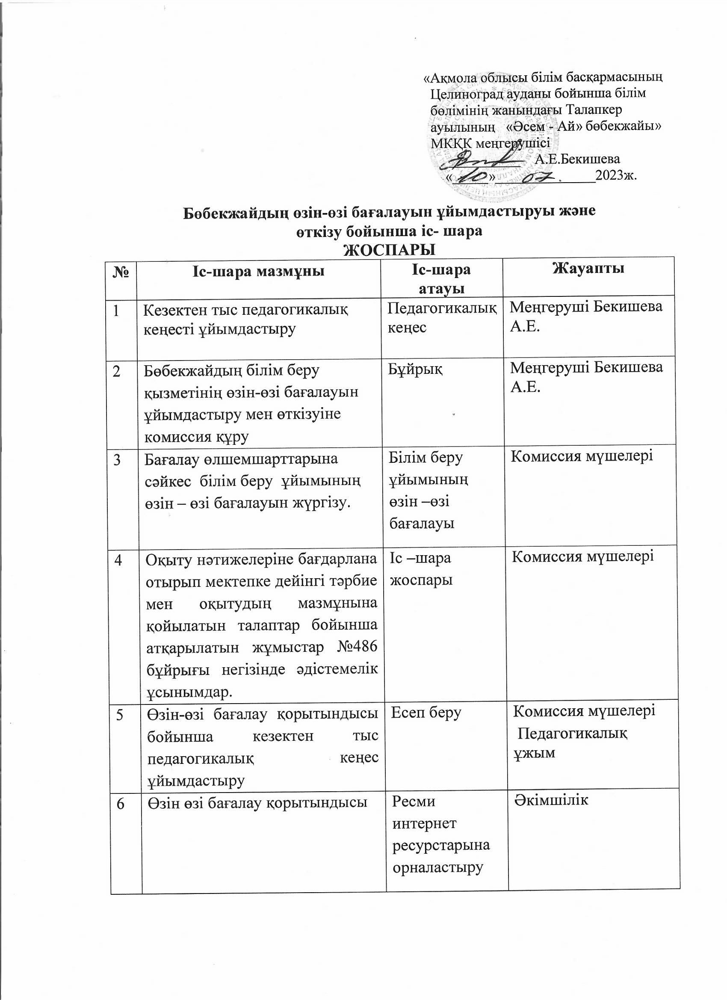 «Ақмола облысы білім басқармасының
Целиноград ауданы бойынша білім
бөлімінің жанындағы Талапкер
ауылының «Әсем - Ай» бөбекжайы»
МКҚК меңгерушісі
А.Е.Бекишева
«10» 07. 2023ж.
Бөбекжайдың өзін-өзі бағалауын ұйымдастыруы және
өткізу бойынша іс- шара
ЖОСПАРЫ
№ Іс-шара мазмұны Іс-шара Жауапты
атауы
1 Кезектен тыс педагогикалық
кеңесті ұйымдастыру
Педагогикалық
кеңес
Меңгеруші Бекишева
А.Е.
2 Бөбекжайдың білім беру
қызметінің өзін-өзі бағалауын
ұйымдастыру мен өткізуіне
комиссия құру
Бұйрық
Меңгеруші Бекишева
А.Е.
3 Бағалау өлшемшарттарына
сәйкес білім беру ұйымының
өзін – өзі бағалауын жүргізу.
Білім беру
ұйымының
өзін –өзі
бағалауы
Комиссия мүшелері
4 Оқыту нәтижелеріне бағдарлана
отырып мектепке дейінгі тәрбие
мен оқытудың мазмұнына
қойылатын талаптар бойынша
атқарылатын жұмыстар №486
бұйрығы негізінде әдістемелік
ұсынымдар.
Іс –шара
жоспары
Комиссия мүшелері
5 Өзін-өзі бағалау қорытындысы
бойынша кезектен тыс
педагогикалық кеңес
ұйымдастыру
Есеп беру
Комиссия мүшелері
Педагогикалық
ұжым
6 Өзін өзі бағалау қорытындысы
Ресми
интернет
ресурстарына
орналастыру
Әкімшілік